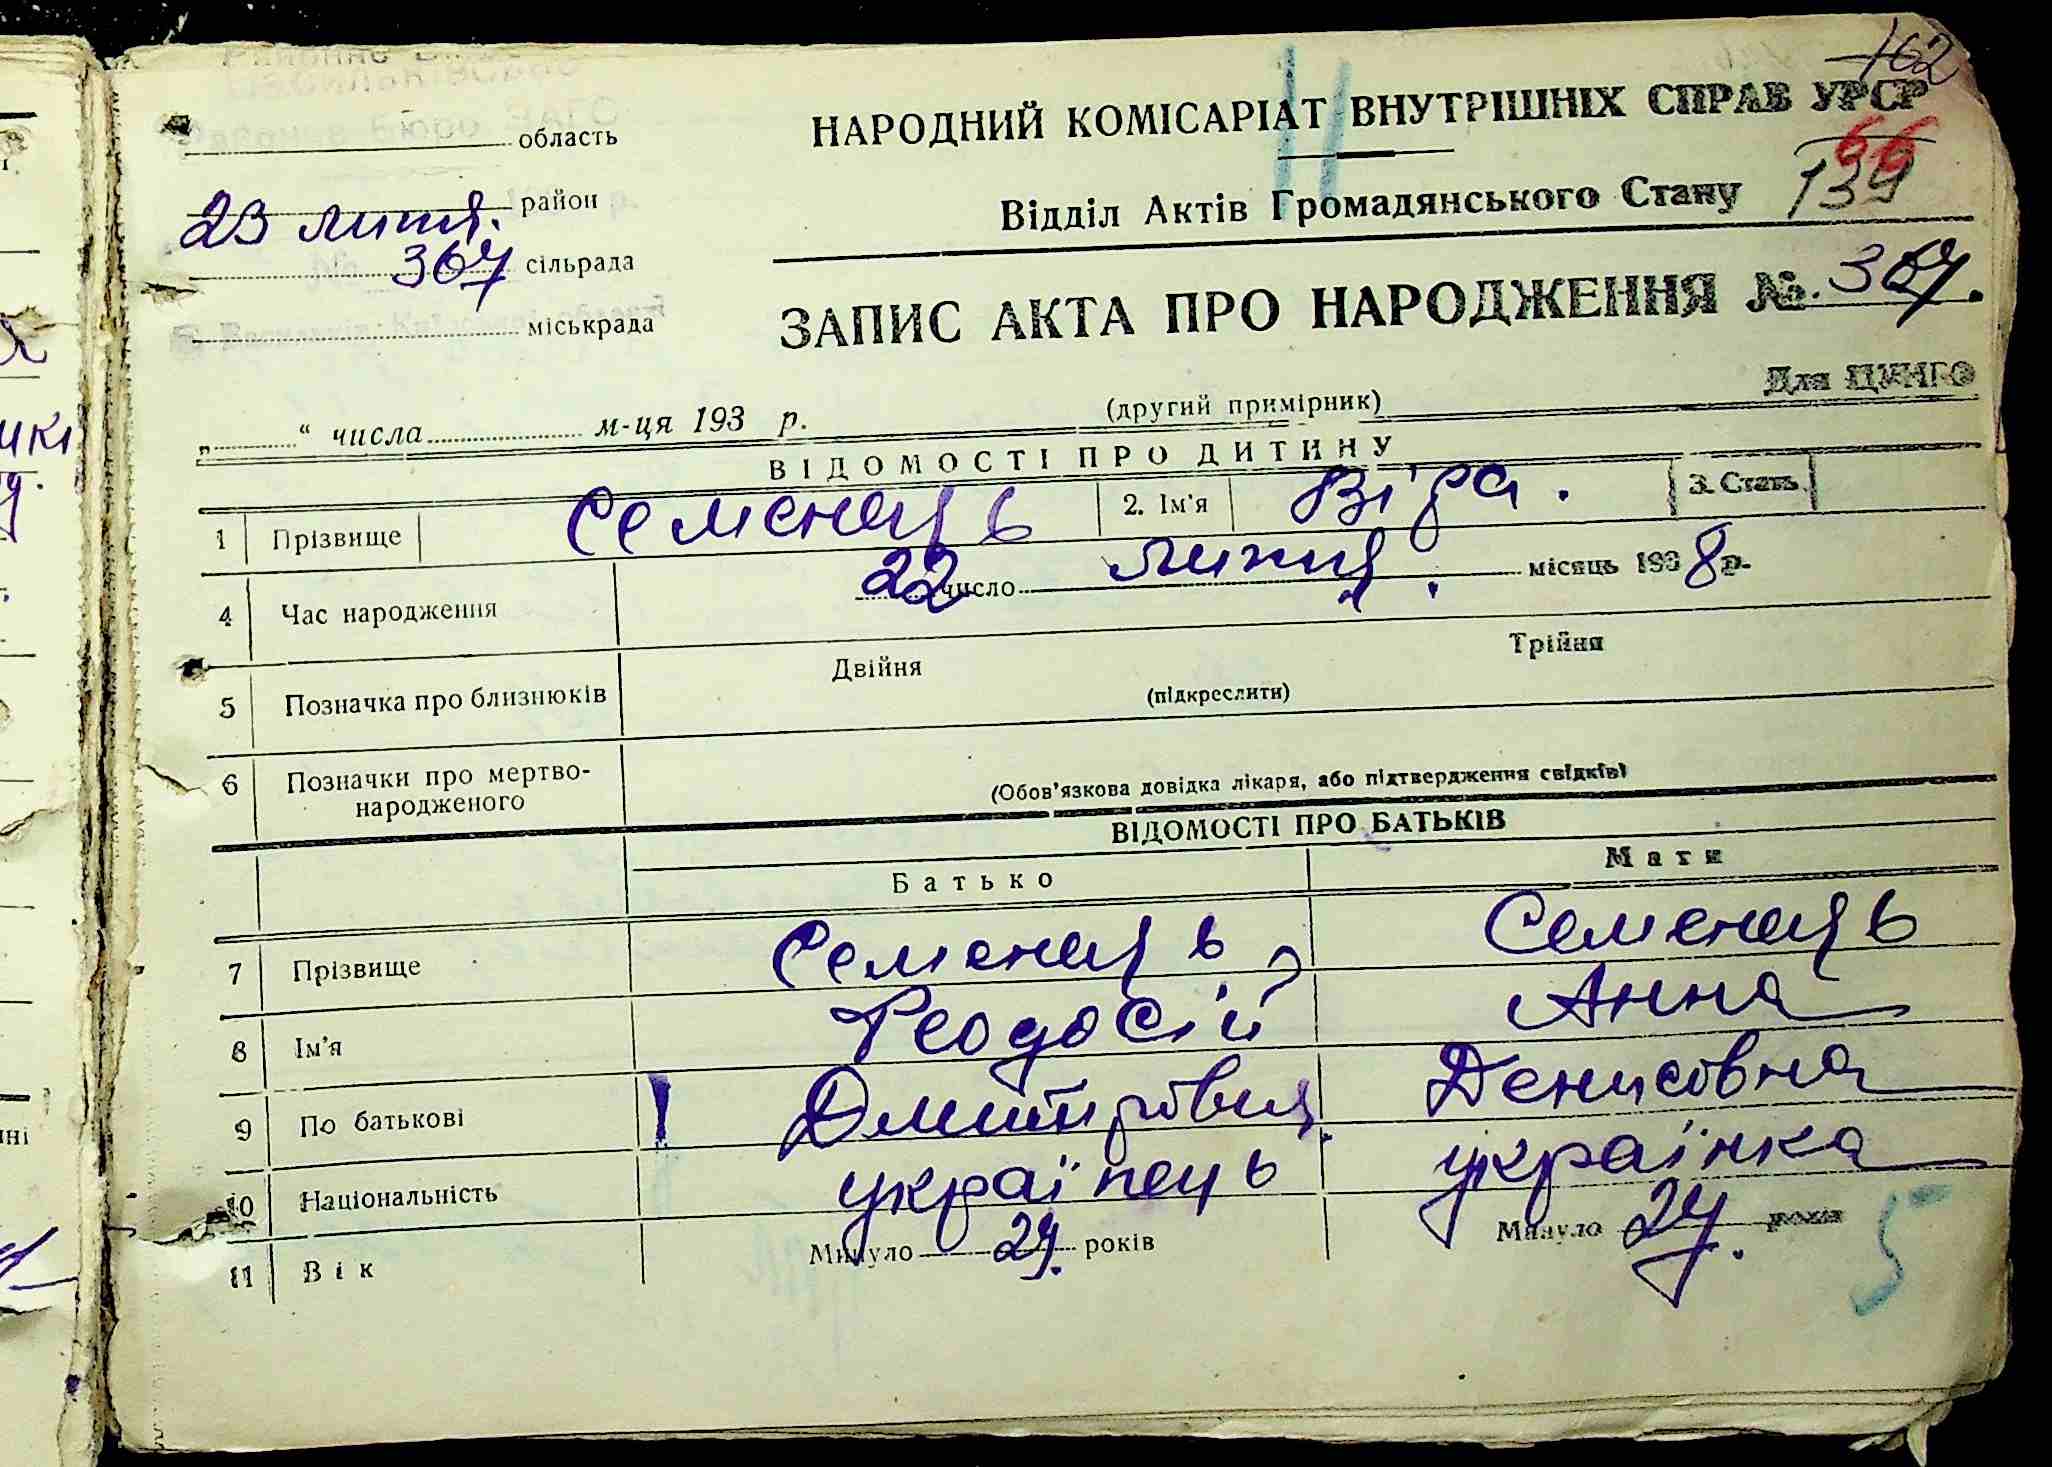 162
область
НАРОДНИЙ КОМІСАРІАТ ВНУТРІШНІХ СПРАВ УРСР
66
139
район
23 липня.
Відділ Актів Громадянського Стану
367 сільрада
міськрада
ЗАПИС АКТА ПРО НАРОДЖЕННЯ № 367.
Для ЦУНГО
„ “ числа м-ця 193 р.
(другий примірник)
ВІДОМОСТІ ПРО ДИТИНУ
1 Прізвище Семенець 2. Ім'я Віра. 3. Стать
4 Час народження 22 число липня. місяць 1938 р.
5 Позначка про близнюків Двійня Трійня
(підкреслити)
6 Позначки про мертво-
народженого
(Обов'язкова довідка лікаря, або підтвердження свідків)
ВІДОМОСТІ ПРО БАТЬКІВ
Батько Мати
7 Прізвище Семенець Семенець
8 Ім'я Теодосій Анна
9 По батькові Дмитрович Денисовна
10 Національність українець українка
11 Вік Минуло 29. років Минуло 24. років
5